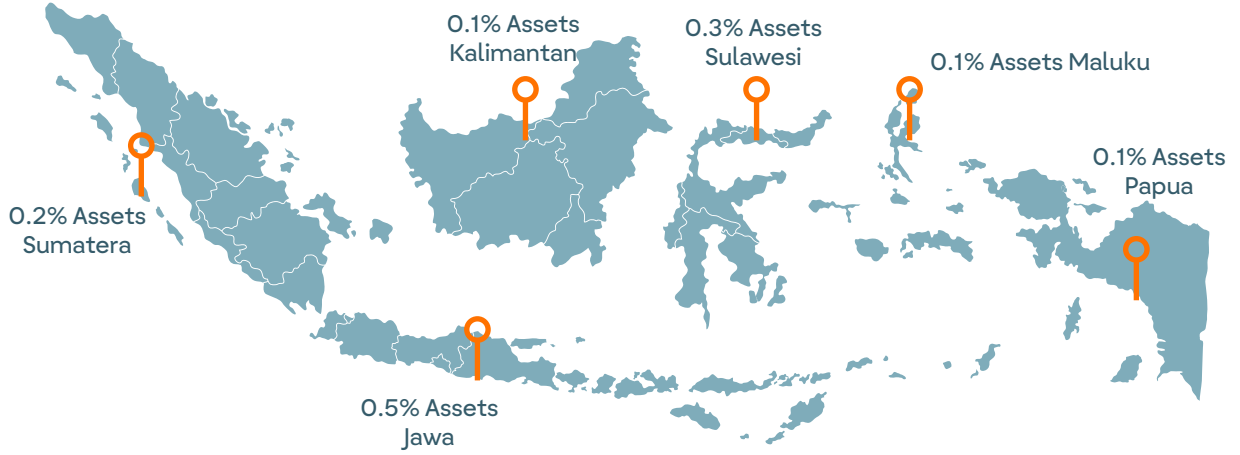 0.1% Assets
Kalimantan
0.3% Assets
Sulawesi
0.1% Assets Maluku
0.1% Assets
Papua
0.2% Assets
Sumatera
0.5% Assets
Jawa